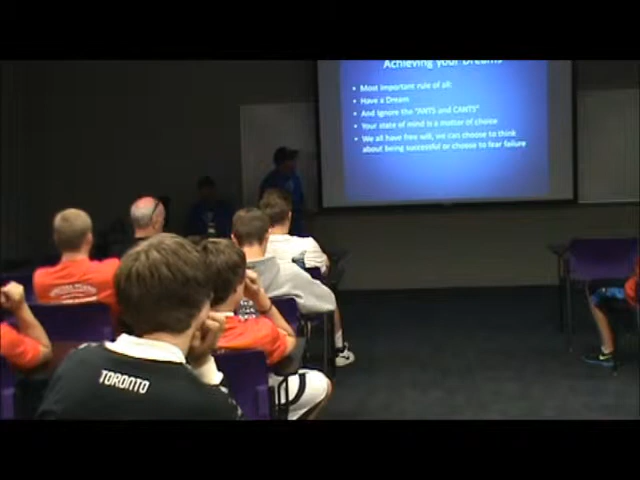 Achieving your Dreams
• Most important rule of all:
• Have a Dream
• And ignore the "ANTS and CANTS"
• Your state of mind is a matter of choice
• We all have free will, we can choose to think
about being successful or choose to fear failure
TORONTO